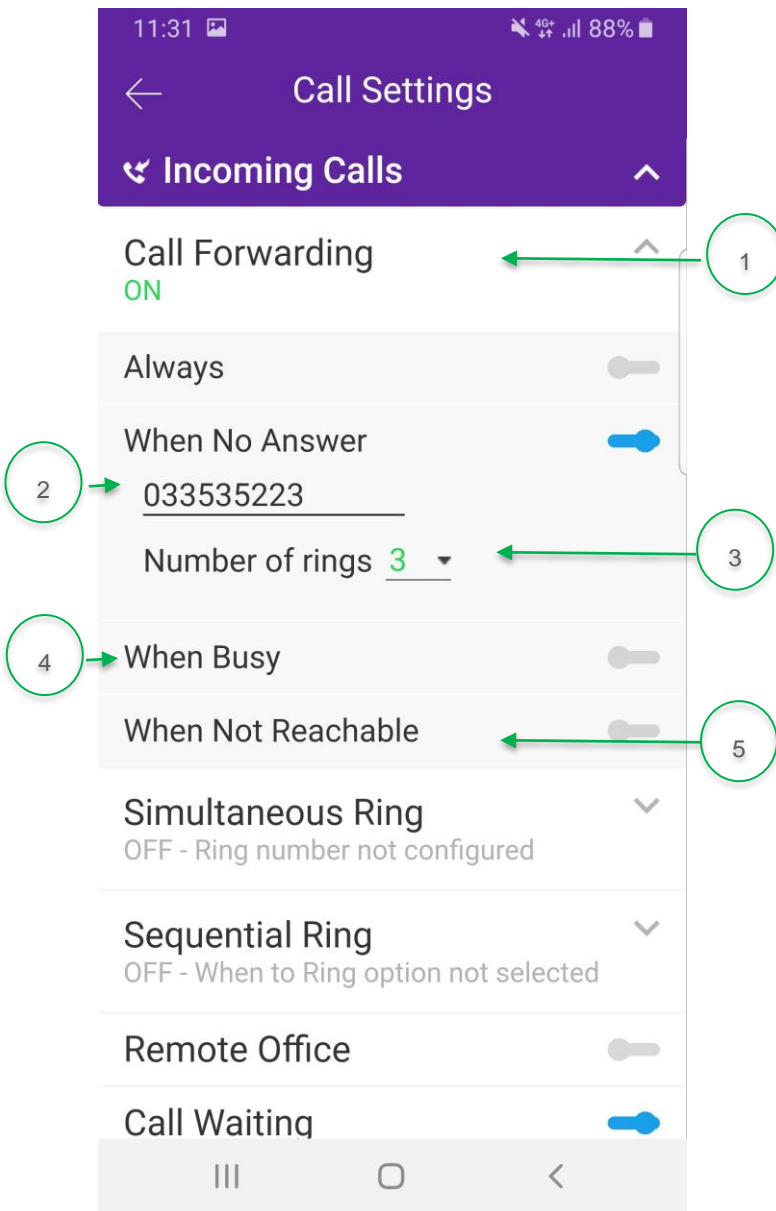 11:31 4G+ 88%
Call Settings
Incoming Calls
Call Forwarding
1
ON
Always
When No Answer
2
033535223
Number of rings 3
3
4
When Busy
When Not Reachable
5
Simultaneous Ring
OFF - Ring number not configured
Sequential Ring
OFF - When to Ring option not selected
Remote Office
Call Waiting